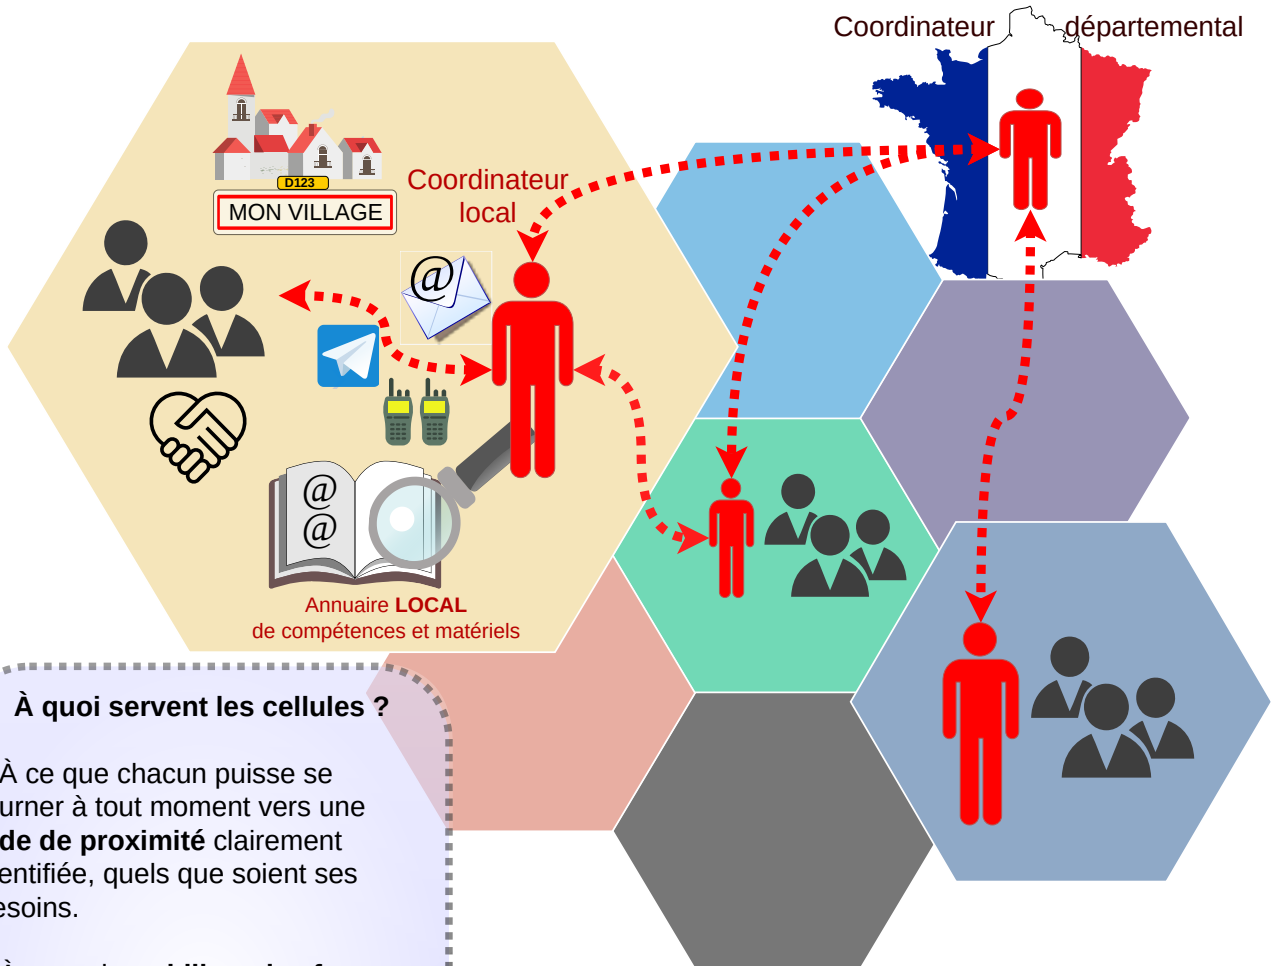 Coordinateur départemental
D123
MON VILLAGE
Coordinateur
local
@
@
@
Annuaire LOCAL
de compétences et matériels
À quoi servent les cellules ?
À ce que chacun puisse se
urner à tout moment vers une
de de proximité clairement
entifiée, quels que soient ses
esoins.